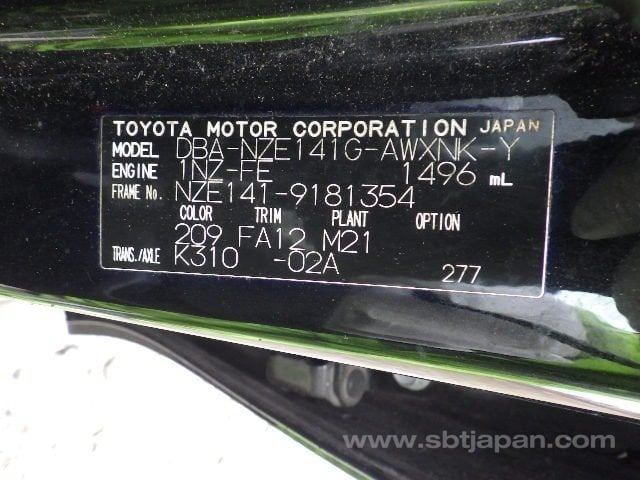 TOYOTA MOTOR CORPORATION JAPAN
MODEL DBA-NZE141G-AWXNK-Y
ENGINE 1NZ-FE 1496 mL
FRAME No. NZE141-9181354
COLOR TRIM PLANT OPTION
209 FA12 M21
TRANS./AXLE K310 -02A 277
www.sbtjapan.com